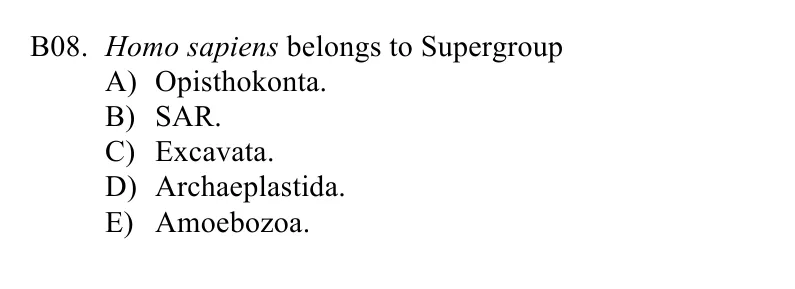 B08. Homo sapiens belongs to Supergroup
A) Opisthokonta.
B) SAR.
C) Excavata.
D) Archaeplastida.
E) Amoebozoa.